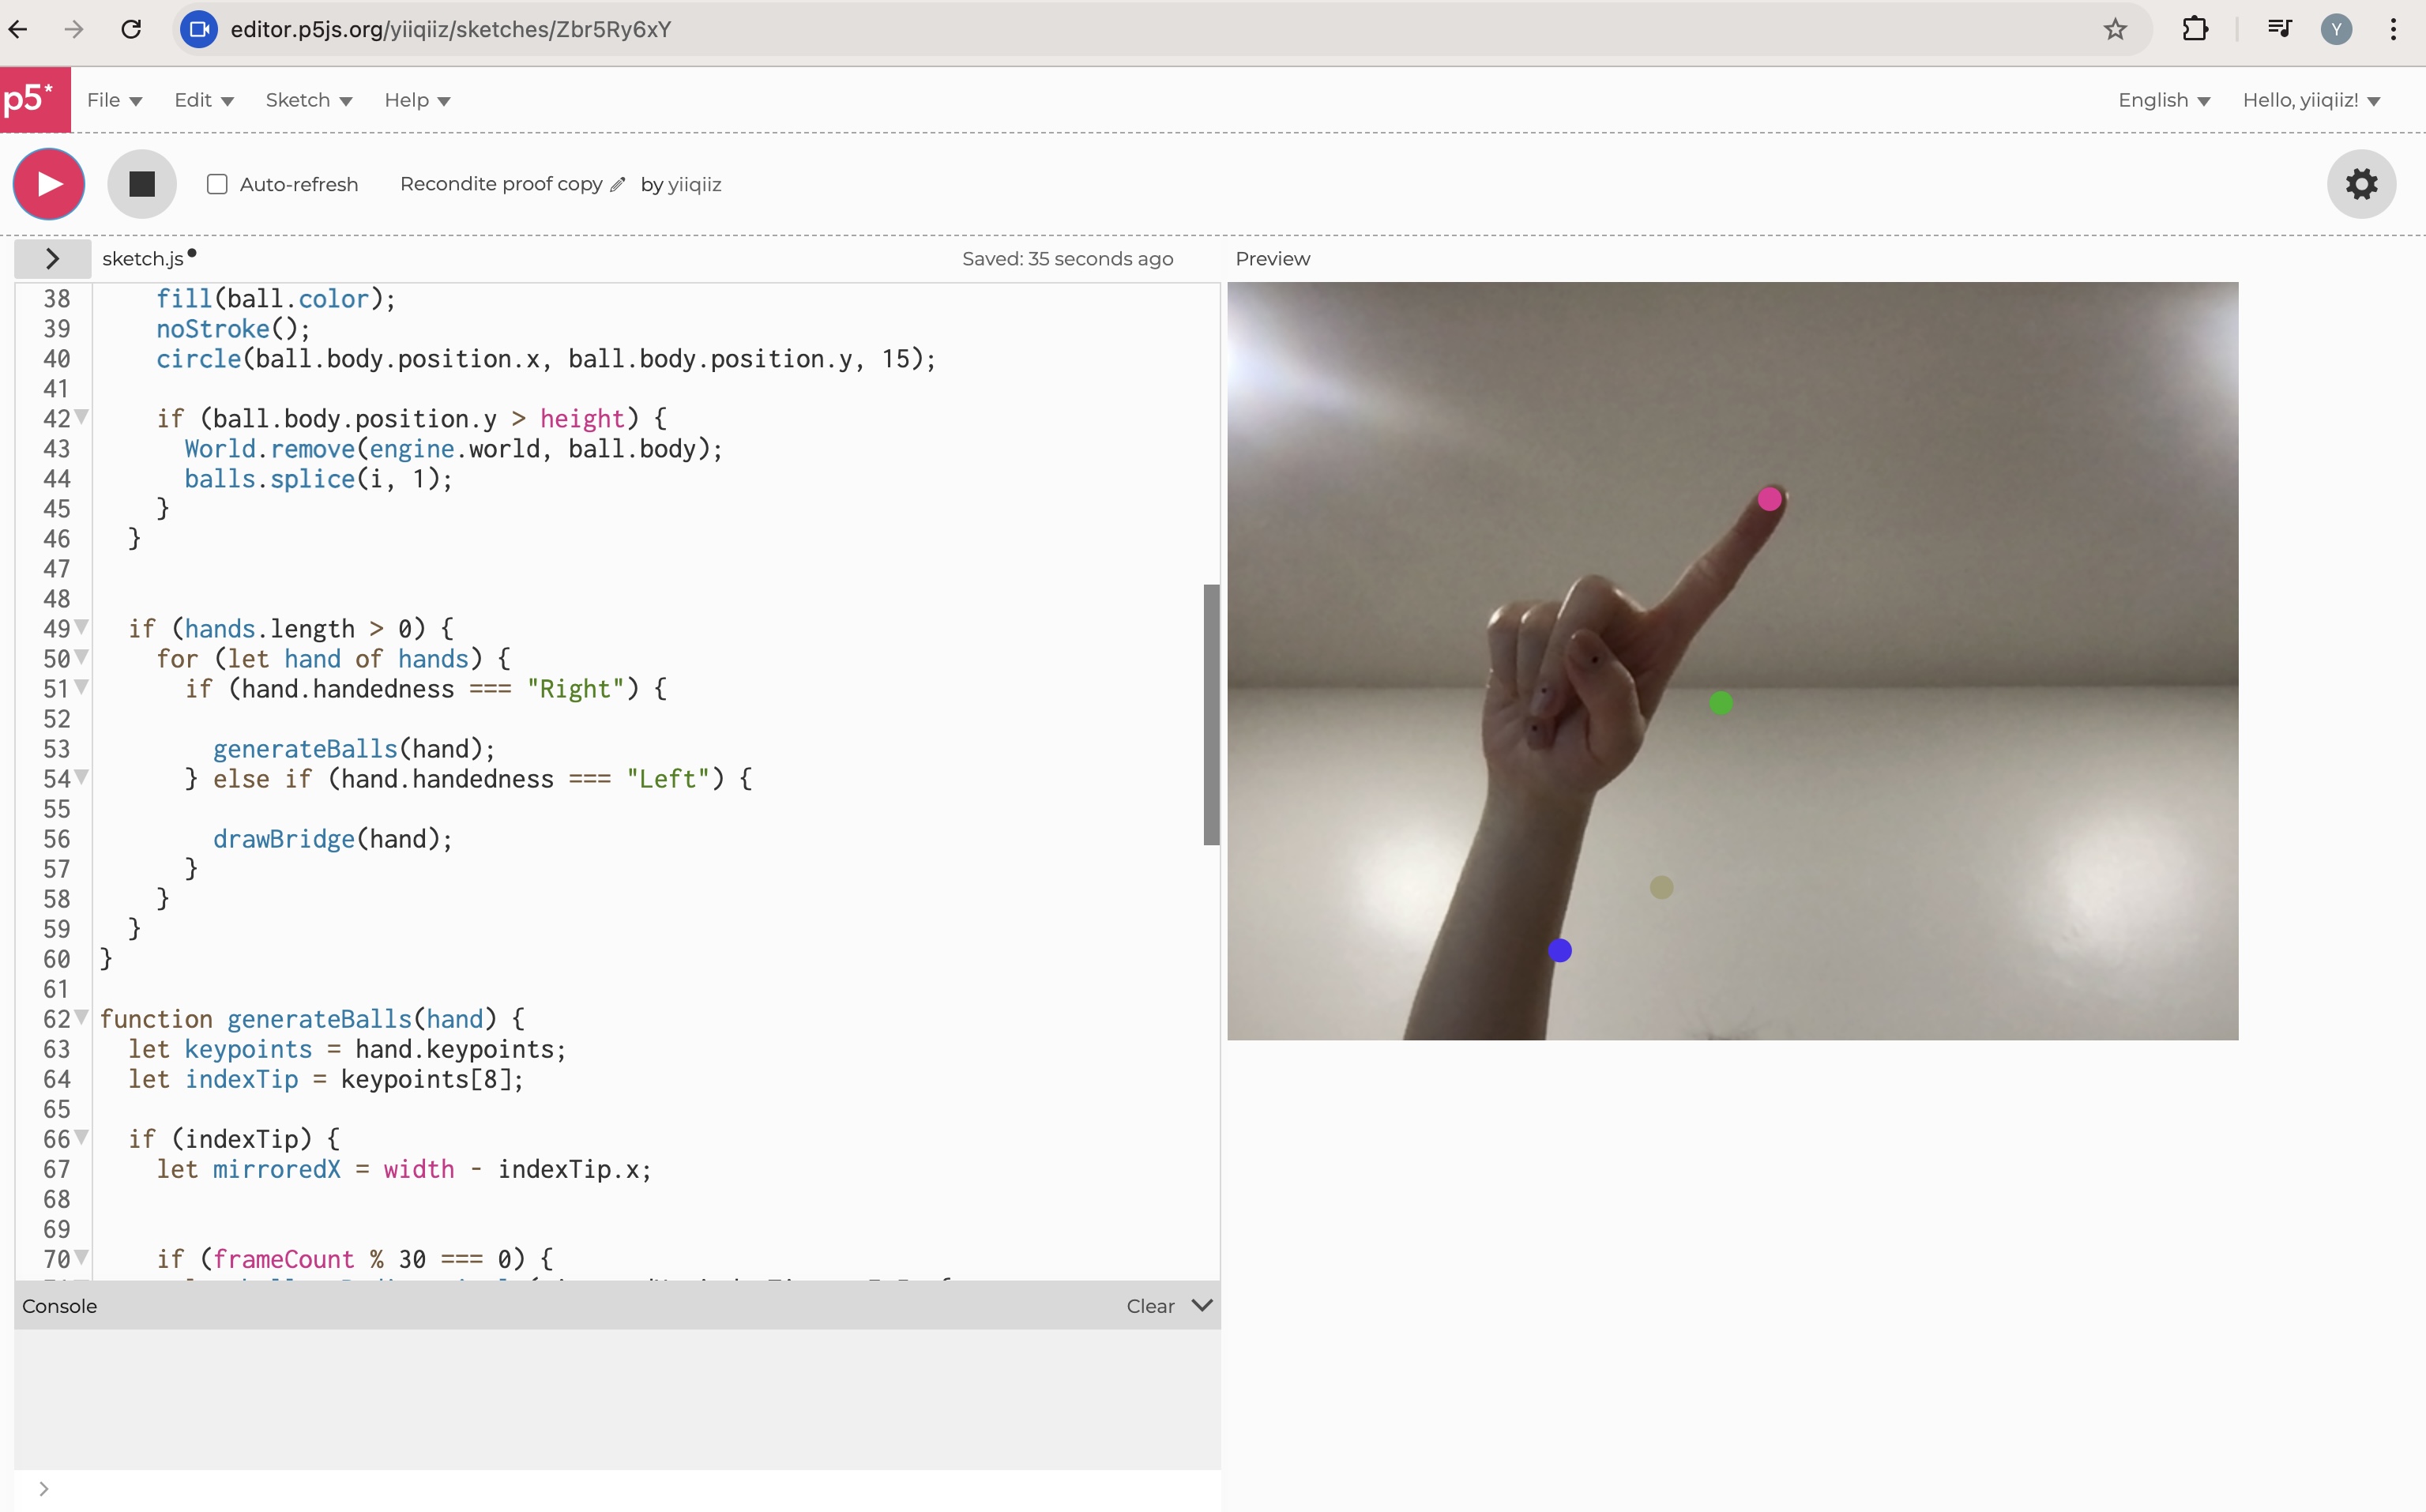 editor.p5js.org/yiiqiiz/sketches/Zbr5Ry6xY
Y
p5*
File Edit Sketch Help English Hello, yiiqiiz!
Auto-refresh Recondite proof copy by yiiqiiz
sketch.js Saved: 35 seconds ago Preview
38 fill(ball.color);
39 noStroke();
40 circle(ball.body.position.x, ball.body.position.y, 15);
41
42 if (ball.body.position.y > height) {
43 World.remove(engine.world, ball.body);
44 balls.splice(i, 1);
45 }
46 }
47
48
49 if (hands.length > 0) {
50 for (let hand of hands) {
51 if (hand.handedness === "Right") {
52
53 generateBalls(hand);
54 } else if (hand.handedness === "Left") {
55
56 drawBridge(hand);
57 }
58 }
59 }
60 }
61
62 function generateBalls(hand) {
63 let keypoints = hand.keypoints;
64 let indexTip = keypoints[8];
65
66 if (indexTip) {
67 let mirroredX = width - indexTip.x;
68
69
70 if (frameCount % 30 === 0) {
Console Clear
>